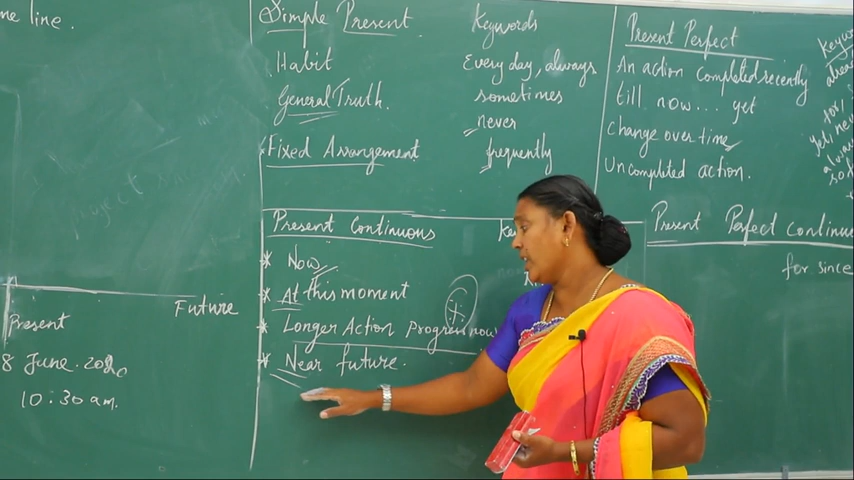 me line.
Present
Future
8 June. 2020
10:30 am.
Simple Present
Habit
General Truth.
Fixed Arrangement
Keywords
Every day, always
sometimes
never
frequently
Present Continuous
* Now
* At this moment
* Longer Action Progress now
* Near future.
Present Perfect
An action completed recently
till now... yet
change over time
Uncompleted action.
Present Perfect Continuo
for since